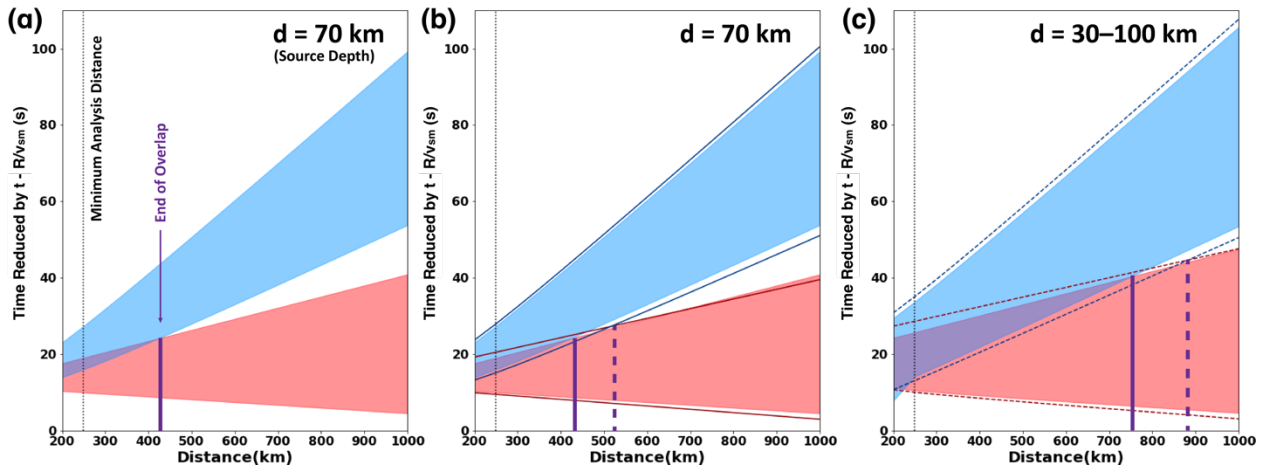 (a)
d = 70 km
(Source Depth)
Minimum Analysis Distance
End of Overlap
Time Reduced by t - R/vsm (s)
100
80
60
40
20
0
200 300 400 500 600 700 800 900 1000
Distance(km)
(b)
d = 70 km
Time Reduced by t - R/vsm (s)
100
80
60
40
20
0
200 300 400 500 600 700 800 900 1000
Distance(km)
(c)
d = 30–100 km
Time Reduced by t - R/vsm (s)
100
80
60
40
20
0
200 300 400 500 600 700 800 900 1000
Distance(km)